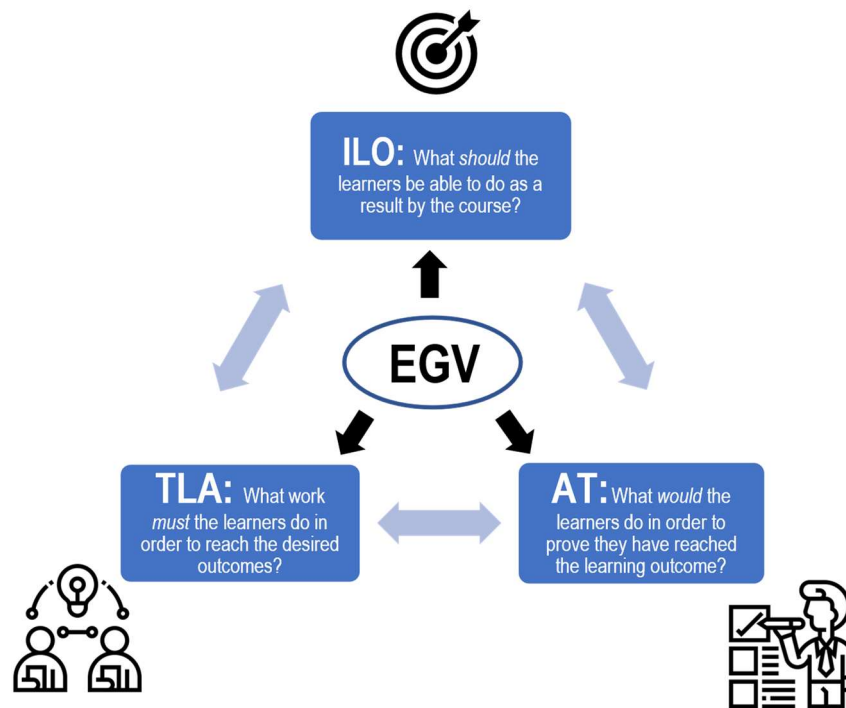 ILO: What should the
learners be able to do as a
result by the course?
EGV
TLA: What work
must the learners do in
order to reach the desired
outcomes?
AT: What would the
learners do in order to
prove they have reached
the learning outcome?